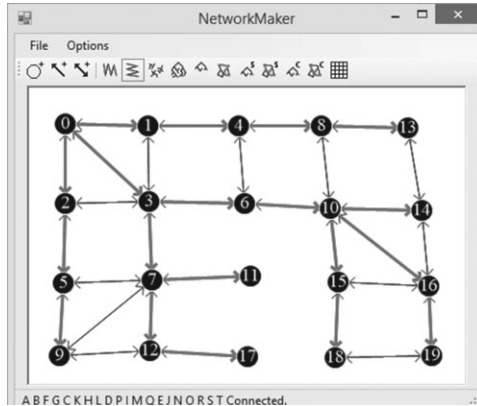 NetworkMaker
File Options
0 1 4 8 13
2 3 6 10 14
5 7 11 15 16
9 12 17 18 19
A B F G C K H L D P I M Q E J N O R S T Connected.